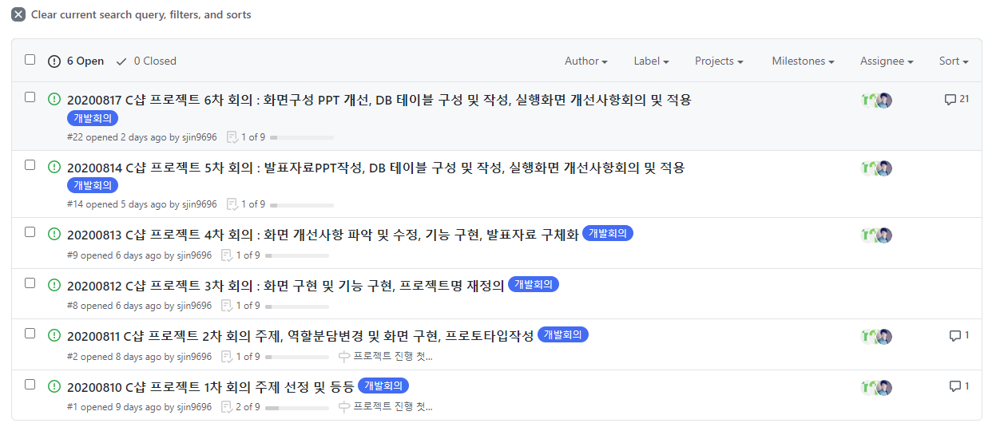 Clear current search query, filters, and sorts
6 Open 0 Closed Author Label Projects Milestones Assignee Sort
20200817 C샵 프로젝트 6차 회의 : 화면구성 PPT 개선, DB 테이블 구성 및 작성, 실행화면 개선사항회의 및 적용 21
개발회의
#22 opened 2 days ago by sjin9696 1 of 9
20200814 C샵 프로젝트 5차 회의 : 발표자료PPT작성, DB 테이블 구성 및 작성, 실행화면 개선사항회의 및 적용
개발회의
#14 opened 5 days ago by sjin9696 1 of 9
20200813 C샵 프로젝트 4차 회의 : 화면 개선사항 파악 및 수정, 기능 구현, 발표자료 구체화 개발회의
#9 opened 6 days ago by sjin9696 1 of 9
20200812 C샵 프로젝트 3차 회의 : 화면 구현 및 기능 구현, 프로젝트명 재정의 개발회의
#8 opened 6 days ago by sjin9696 1 of 9
20200811 C샵 프로젝트 2차 회의 주제, 역할분담변경 및 화면 구현, 프로토타입작성 개발회의 1
#2 opened 8 days ago by sjin9696 1 of 9 프로젝트 진행 첫...
20200810 C샵 프로젝트 1차 회의 주제 선정 및 등등 개발회의 1
#1 opened 9 days ago by sjin9696 2 of 9 프로젝트 진행 첫...